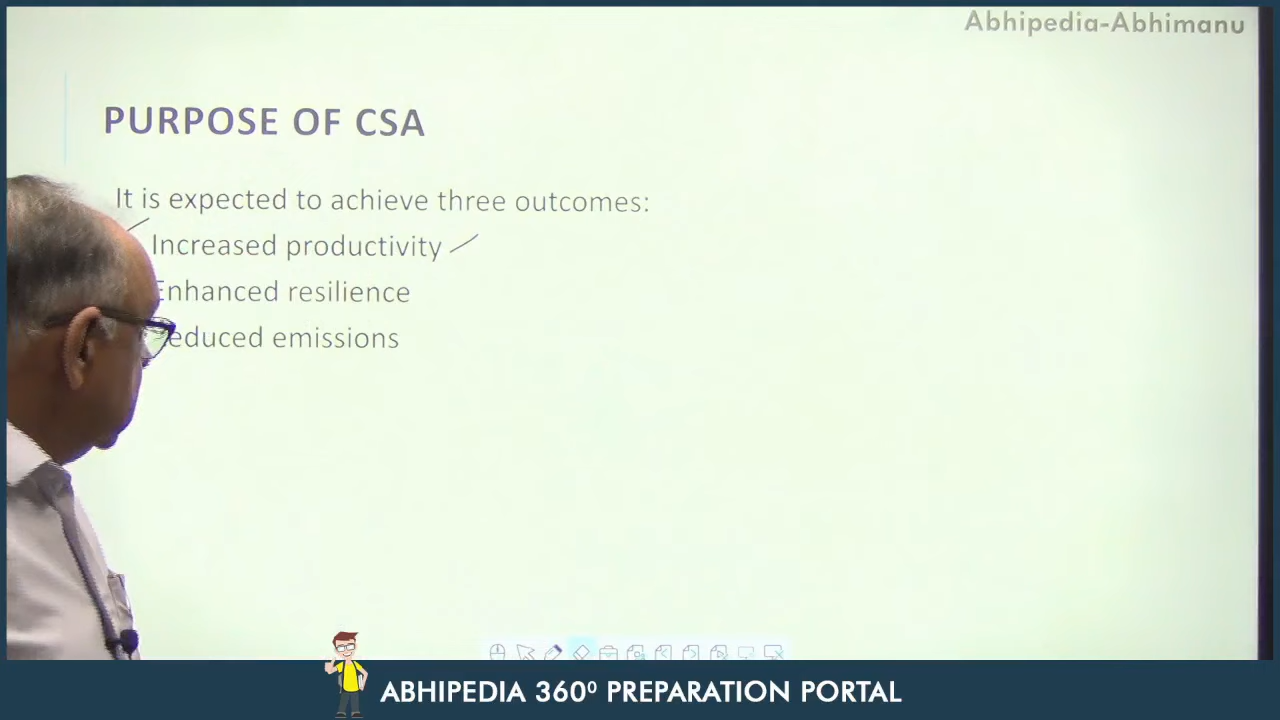 Abhipedia-Abhimanu
PURPOSE OF CSA
It is expected to achieve three outcomes:
Increased productivity
Enhanced resilience
educed emissions
ABHIPEDIA 360⁰ PREPARATION PORTAL